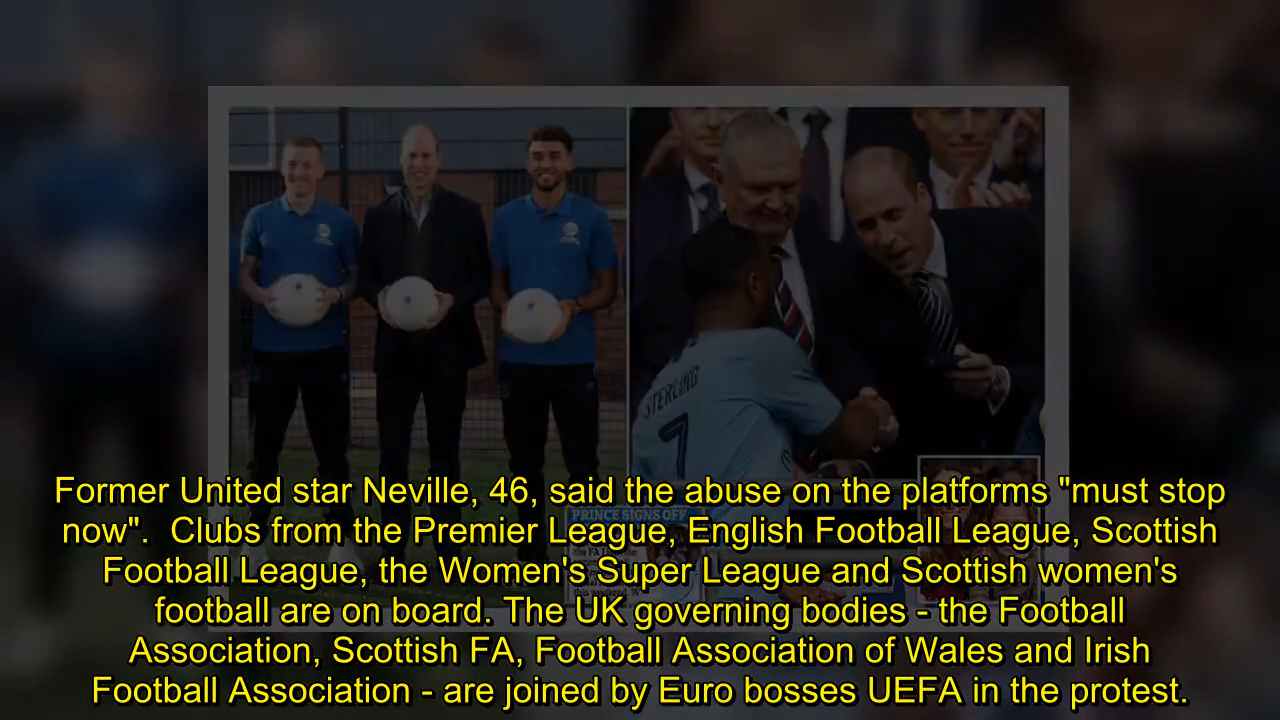 STERLING
7
PRINCE SIGNS OFF
Former United star Neville, 46, said the abuse on the platforms "must stop
now".  Clubs from the Premier League, English Football League, Scottish
Football League, the Women's Super League and Scottish women's
football are on board. The UK governing bodies - the Football
Association, Scottish FA, Football Association of Wales and Irish
Football Association - are joined by Euro bosses UEFA in the protest.